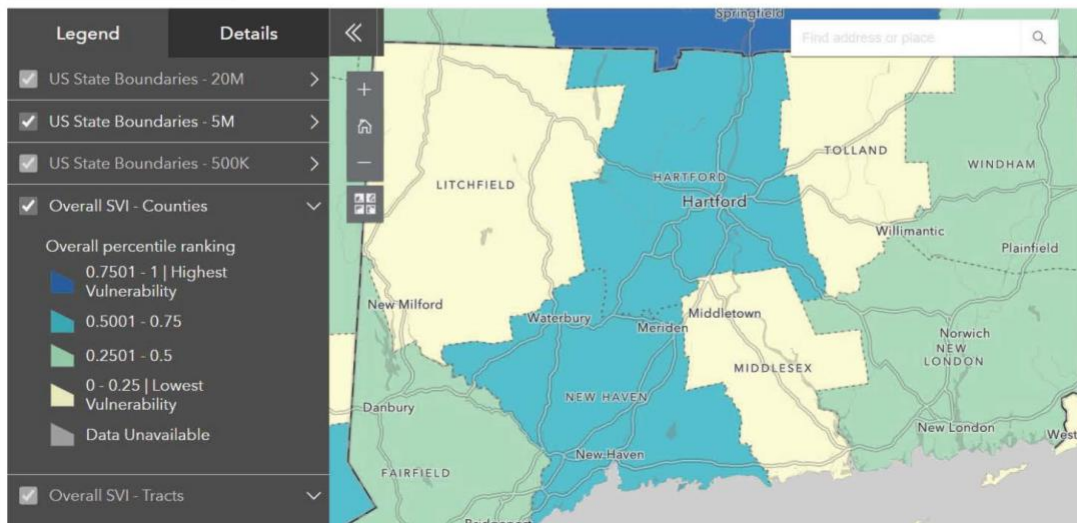 Legend
Details
US State Boundaries - 20M
US State Boundaries - 5M
US State Boundaries - 500K
Overall SVI - Counties
Overall percentile ranking
0.7501 - 1 | Highest
Vulnerability
0.5001 - 0.75
0.2501 - 0.5
0 - 0.25 | Lowest
Vulnerability
Data Unavailable
Overall SVI - Tracts
Springfield
Find address or place
TOLLAND
WINDHAM
LITCHFIELD
HARTFORD
Hartford
Willimantic
Plainfield
New Milford
Waterbury
Meriden
Middletown
Norwich
NEW
LONDON
MIDDLESEX
NEW HAVEN
Danbury
New London
West
New Haven
FAIRFIELD
Bridgeport